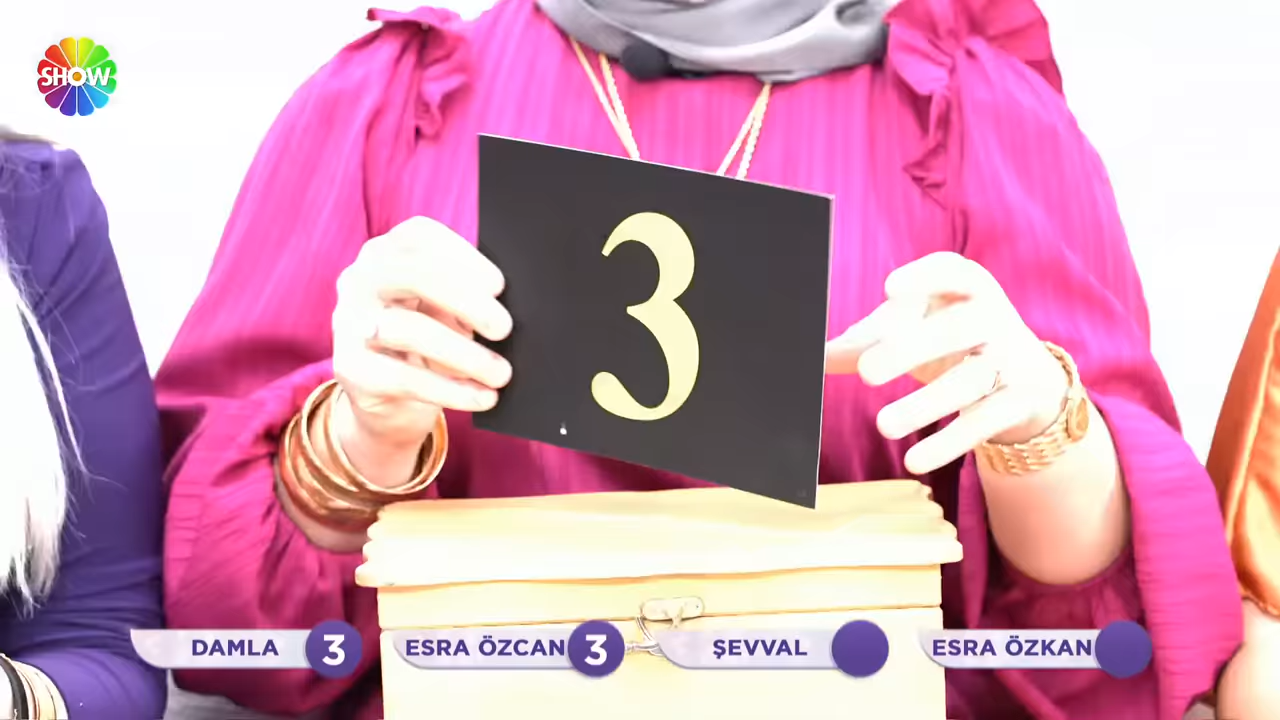 SHOW
3
DAMLA 3
ESRA ÖZCAN 3
ŞEVVAL
ESRA ÖZKAN